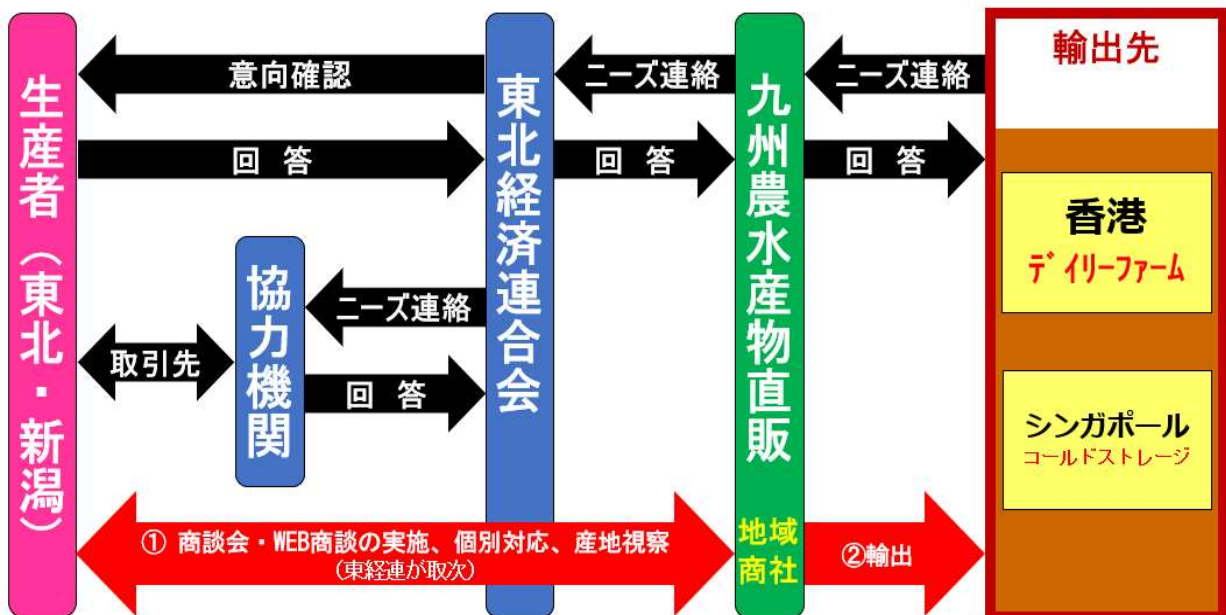 生産者（東北・新潟）
意向確認
回 答
取引先
協力機関
ニーズ連絡
回 答
東北経済連合会
ニーズ連絡
回 答
九州農水産物直販
地域
商社
ニーズ連絡
回 答
輸出先
香港
ﾃﾞｲﾘｰﾌｧｰﾑ
シンガポール
コールドストレージ
① 商談会・WEB商談の実施、個別対応、産地視察
（東経連が取次）
②輸出